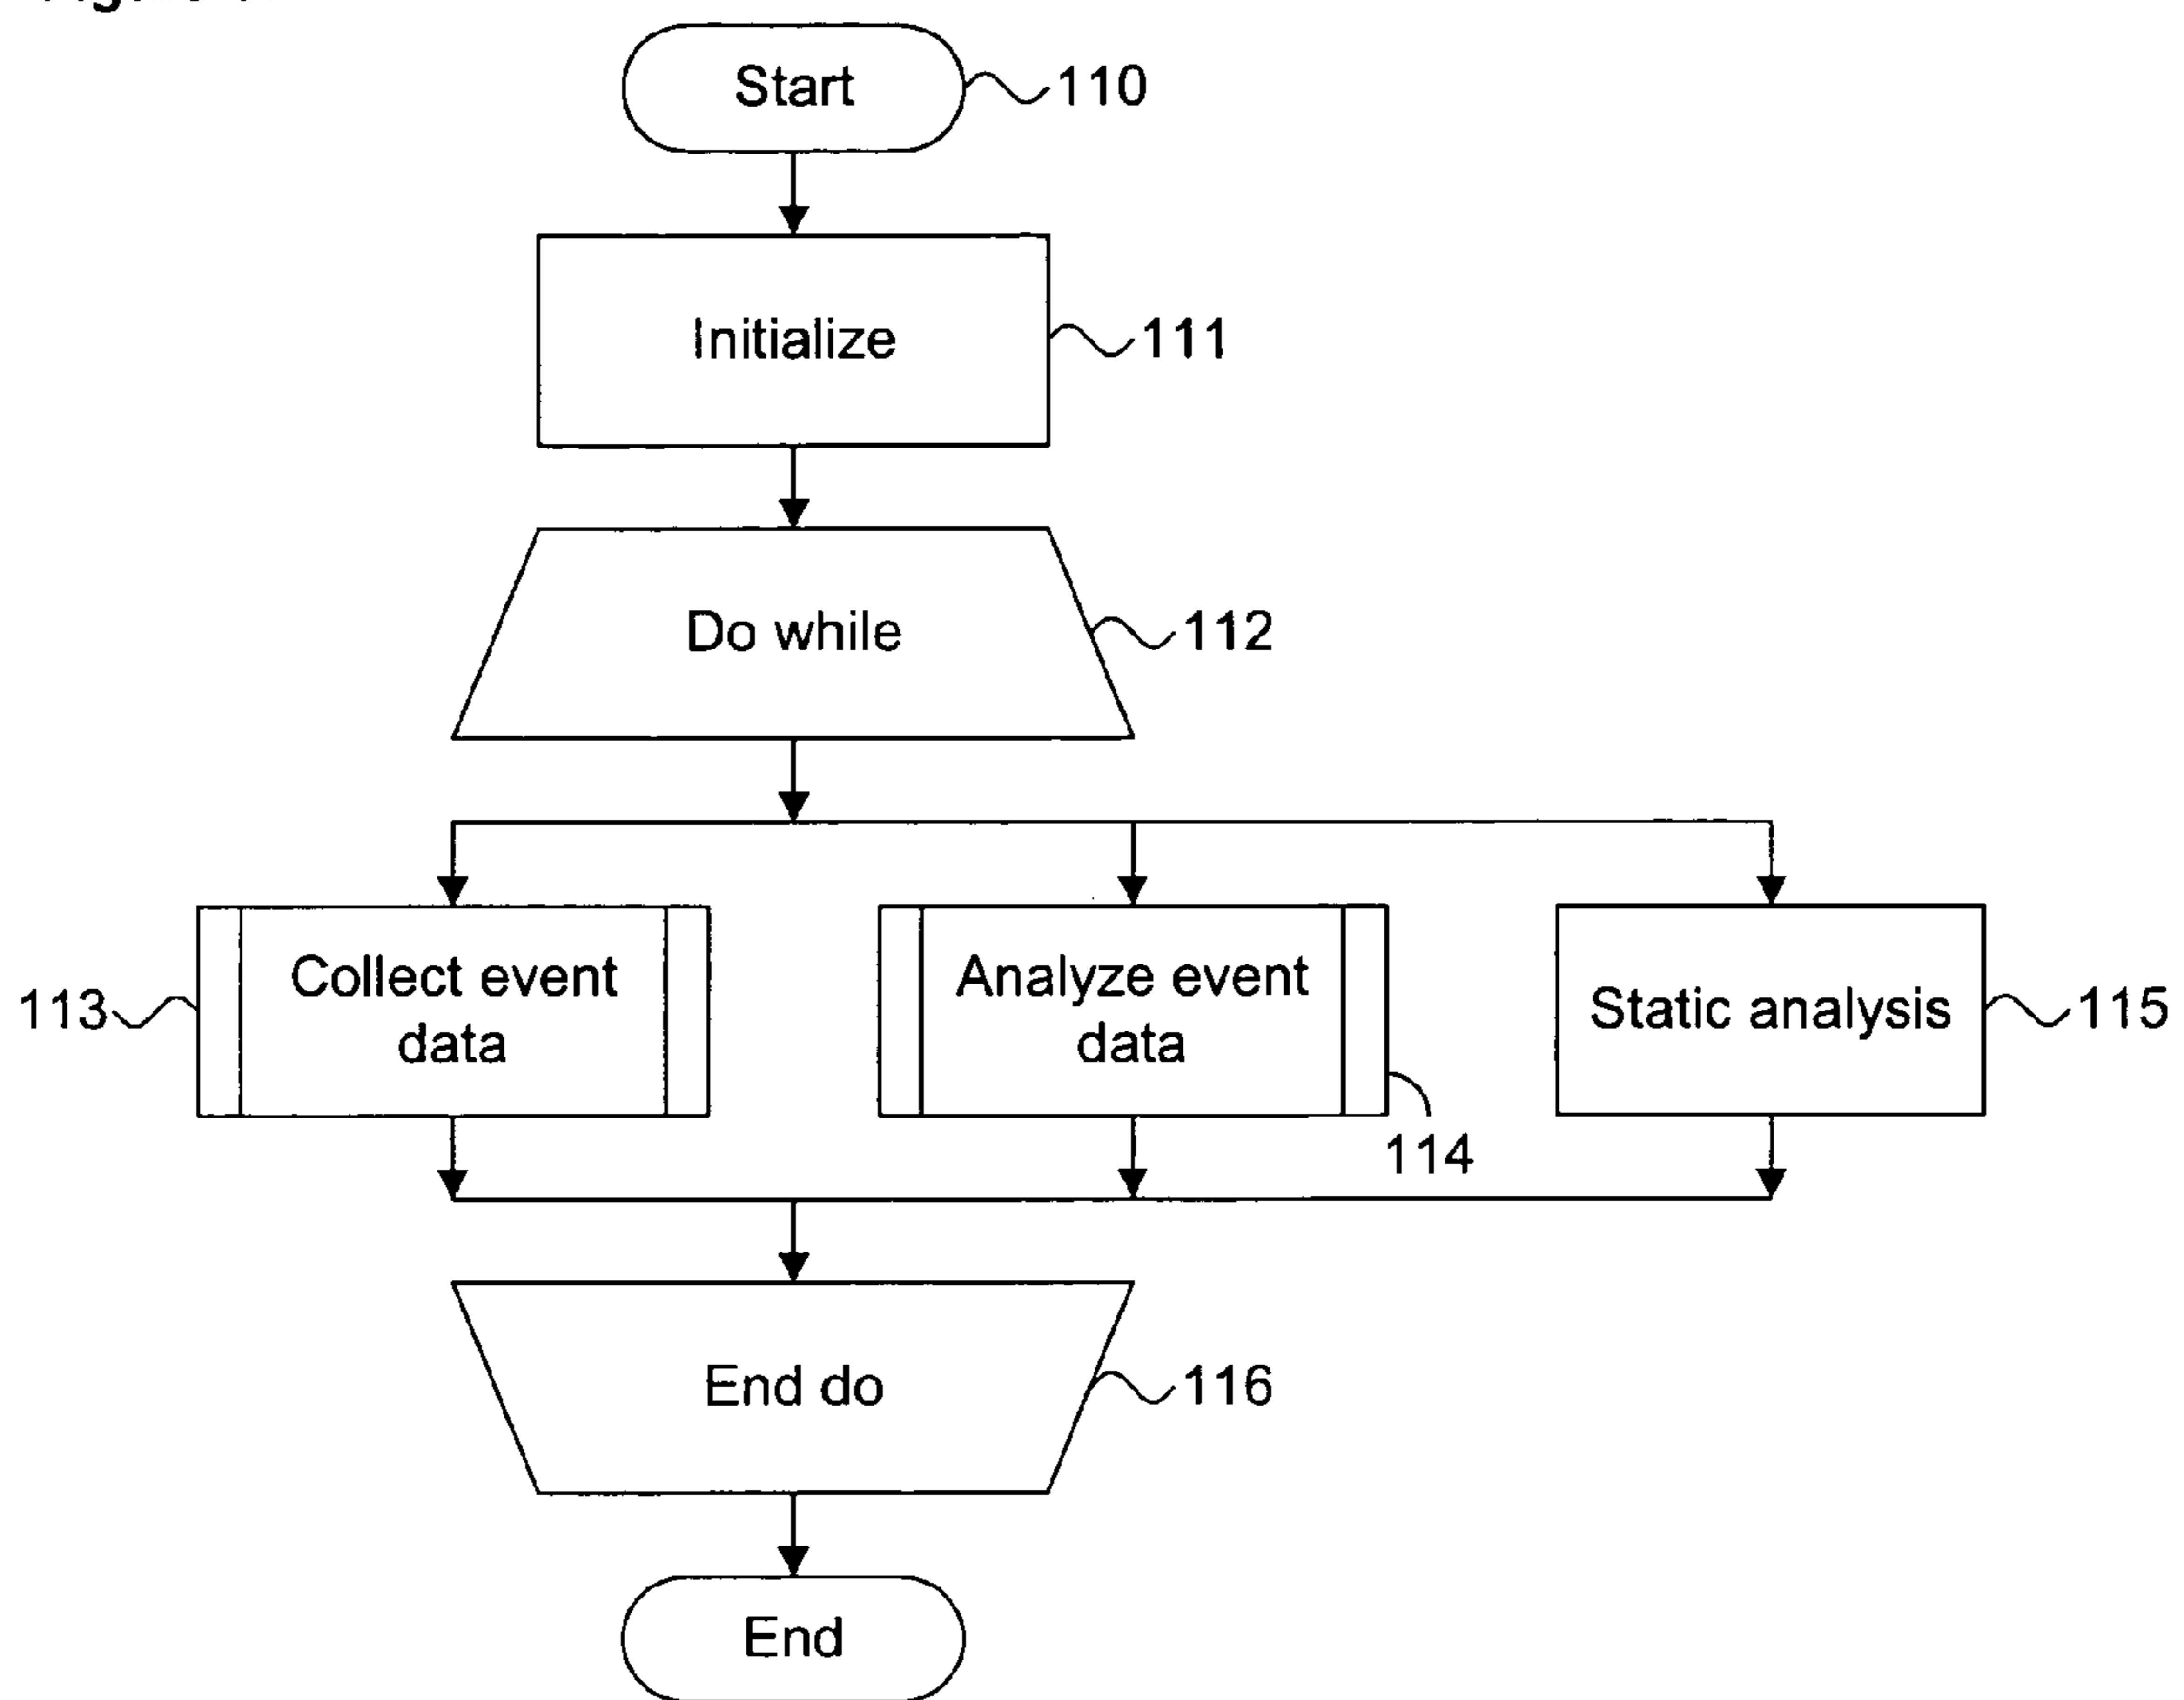 Start
110
Initialize
111
Do while
112
Collect event
data
113
Analyze event
data
114
Static analysis
115
End do
116
End